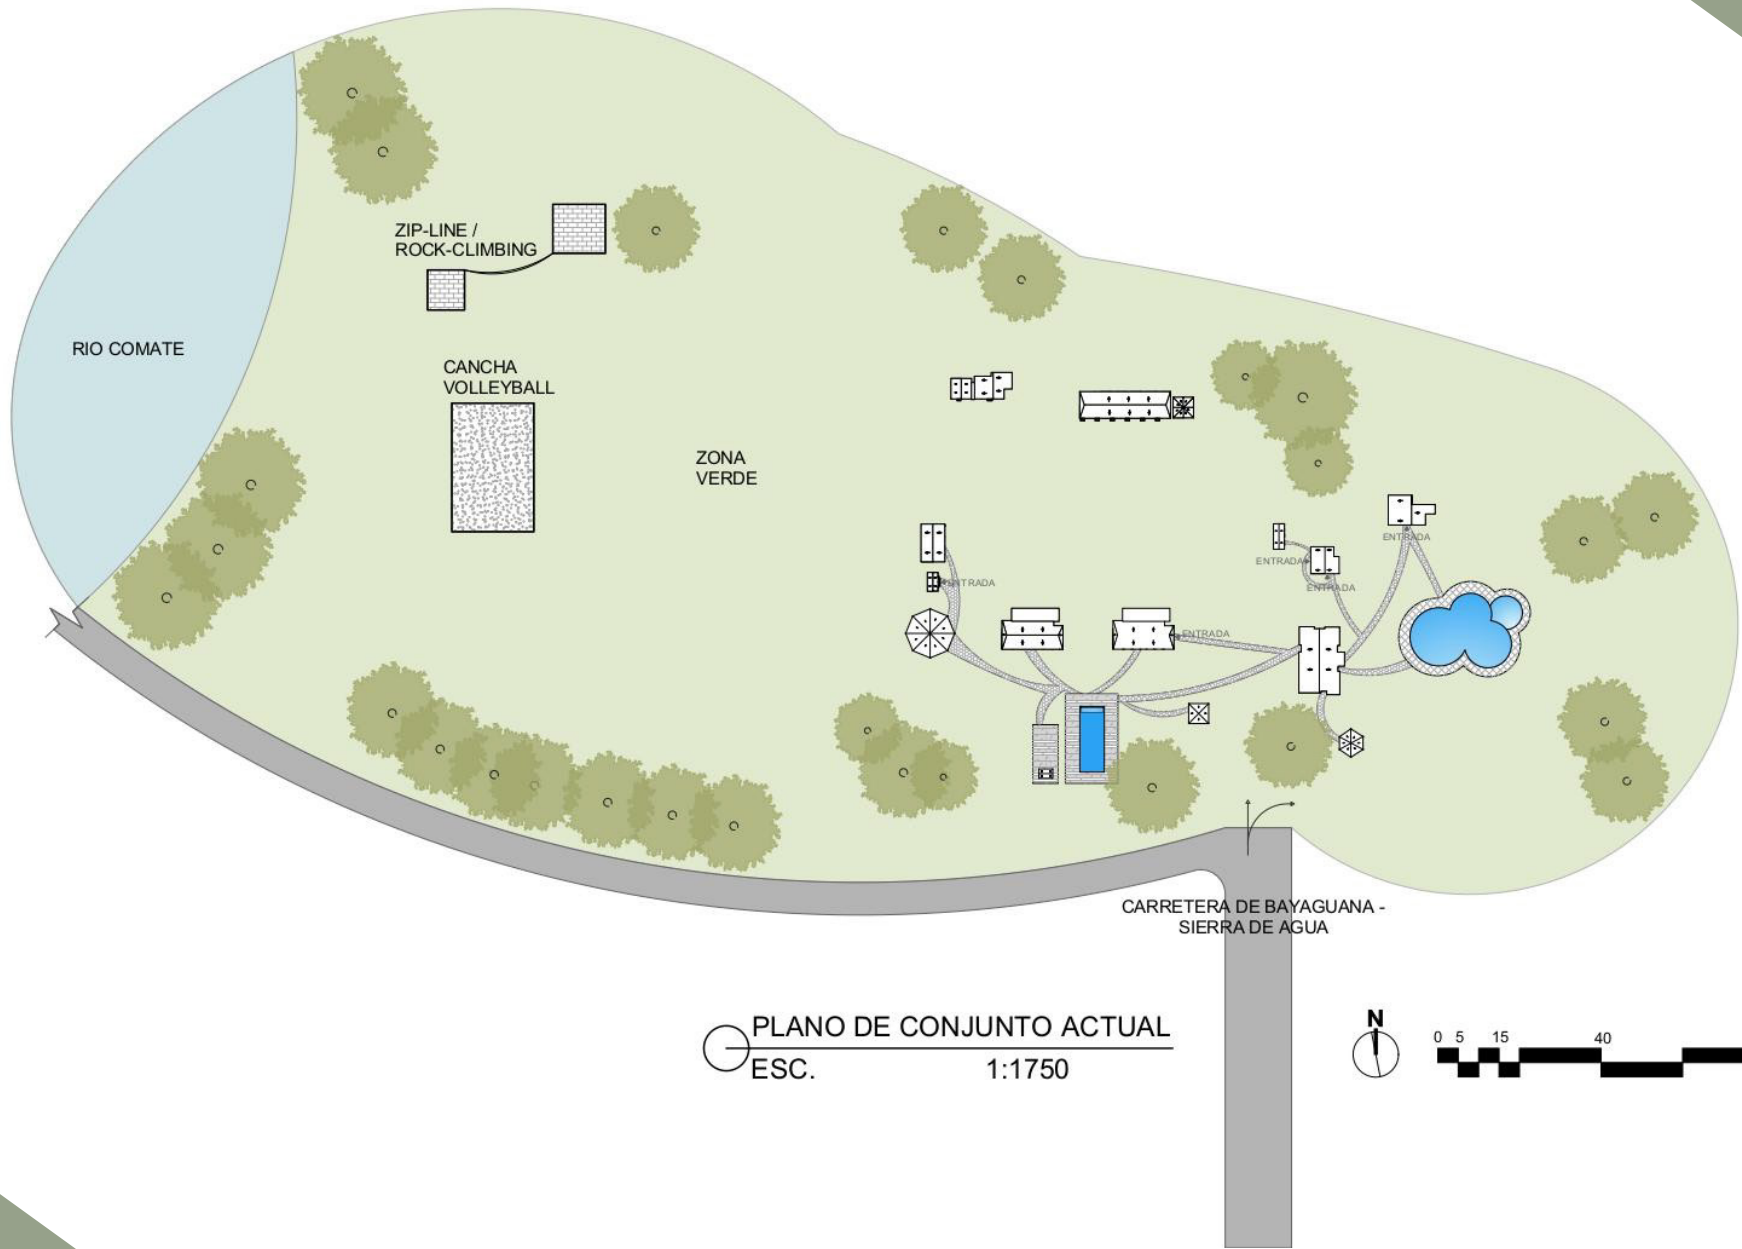 ZIP-LINE /
ROCK-CLIMBING
RIO COMATE
CANCHA
VOLLEYBALL
ZONA
VERDE
ENTRADA
ENTRADA
ENTRADA
ENTRADA
ENTRADA
CARRETERA DE BAYAGUANA -
SIERRA DE AGUA
PLANO DE CONJUNTO ACTUAL
ESC. 1:1750
N
0 5 15 40